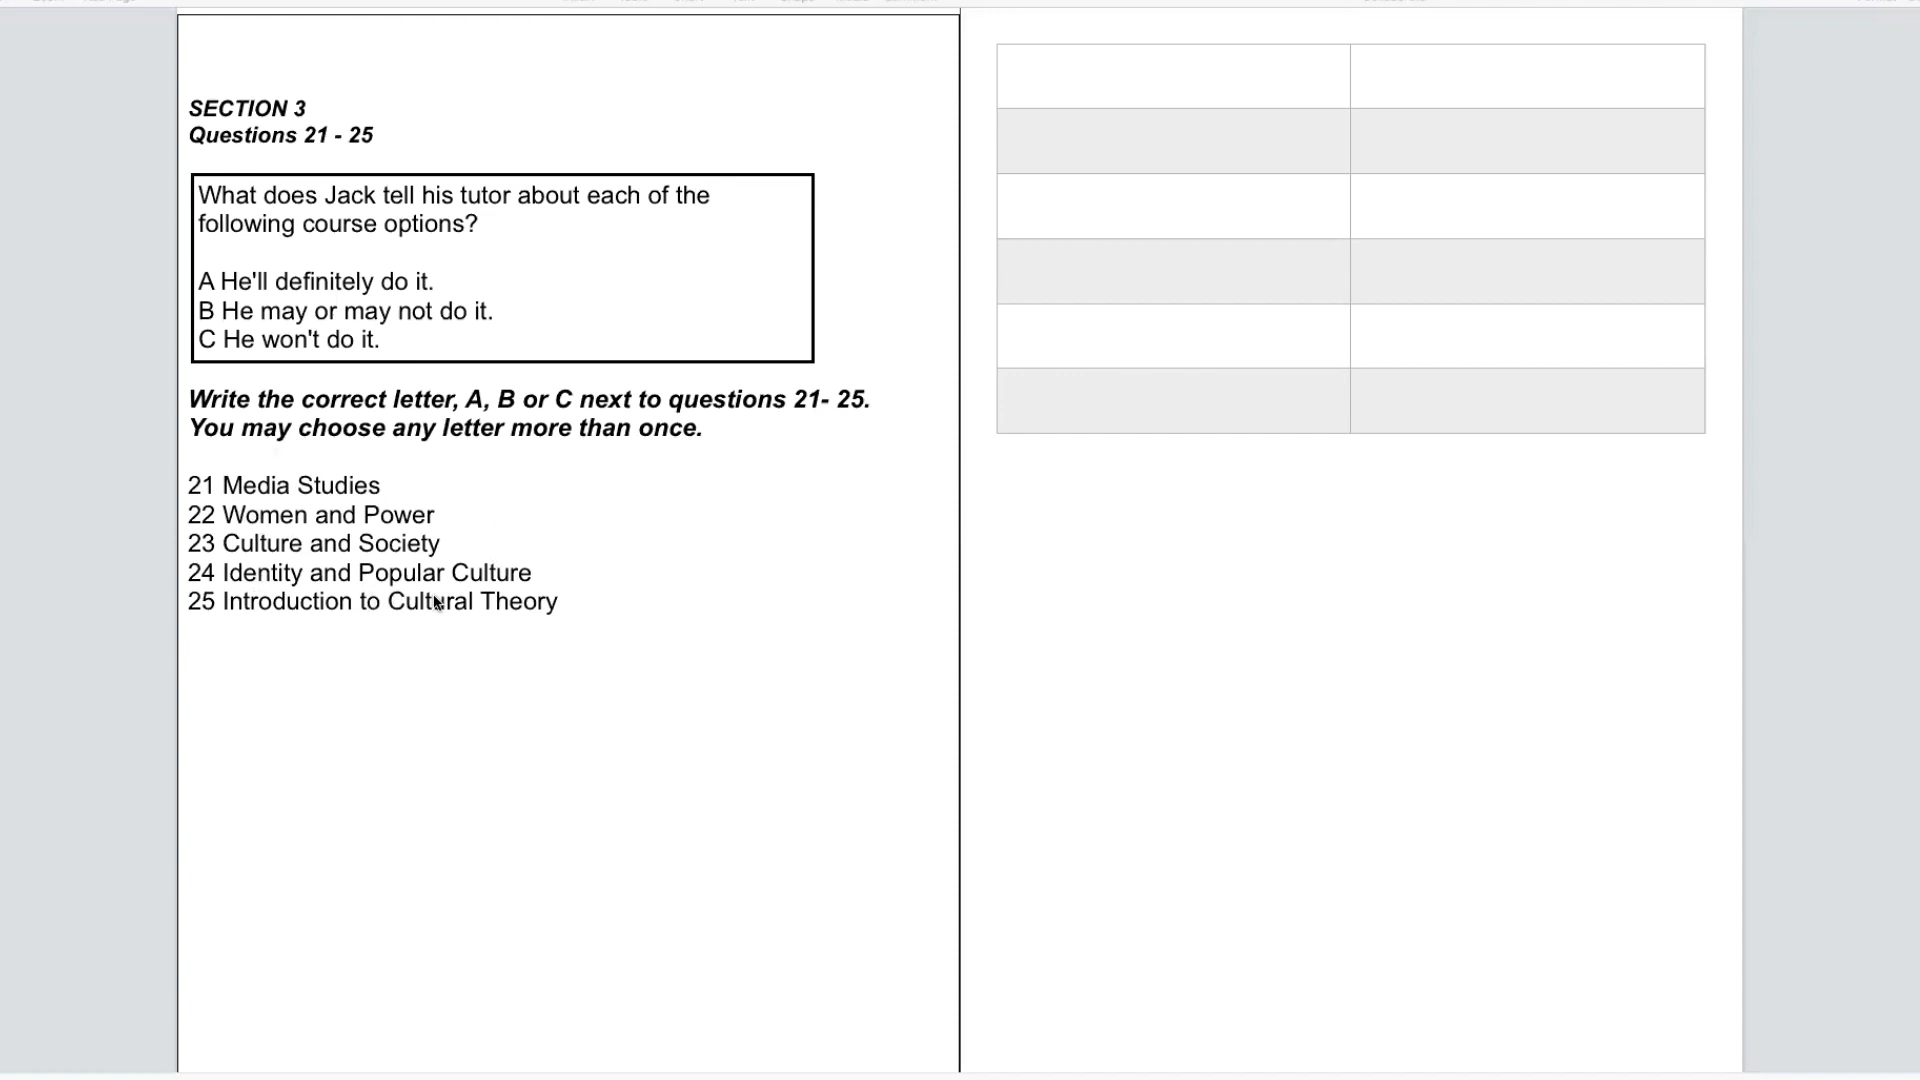 SECTION 3
Questions 21 - 25
What does Jack tell his tutor about each of the
following course options?
A He'll definitely do it.
B He may or may not do it.
C He won't do it.
Write the correct letter, A, B or C next to questions 21- 25.
You may choose any letter more than once.
21 Media Studies
22 Women and Power
23 Culture and Society
24 Identity and Popular Culture
25 Introduction to Cultural Theory